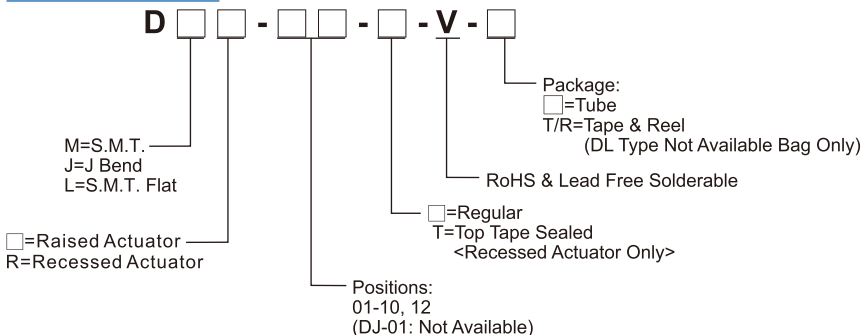 D□□-□□-□-V-□
Package:
□=Tube
T/R=Tape & Reel
(DL Type Not Available Bag Only)
M=S.M.T.
J=J Bend
L=S.M.T. Flat
RoHS & Lead Free Solderable
□=Regular
T=Top Tape Sealed
<Recessed Actuator Only>
□=Raised Actuator
R=Recessed Actuator
Positions:
01-10, 12
(DJ-01: Not Available)